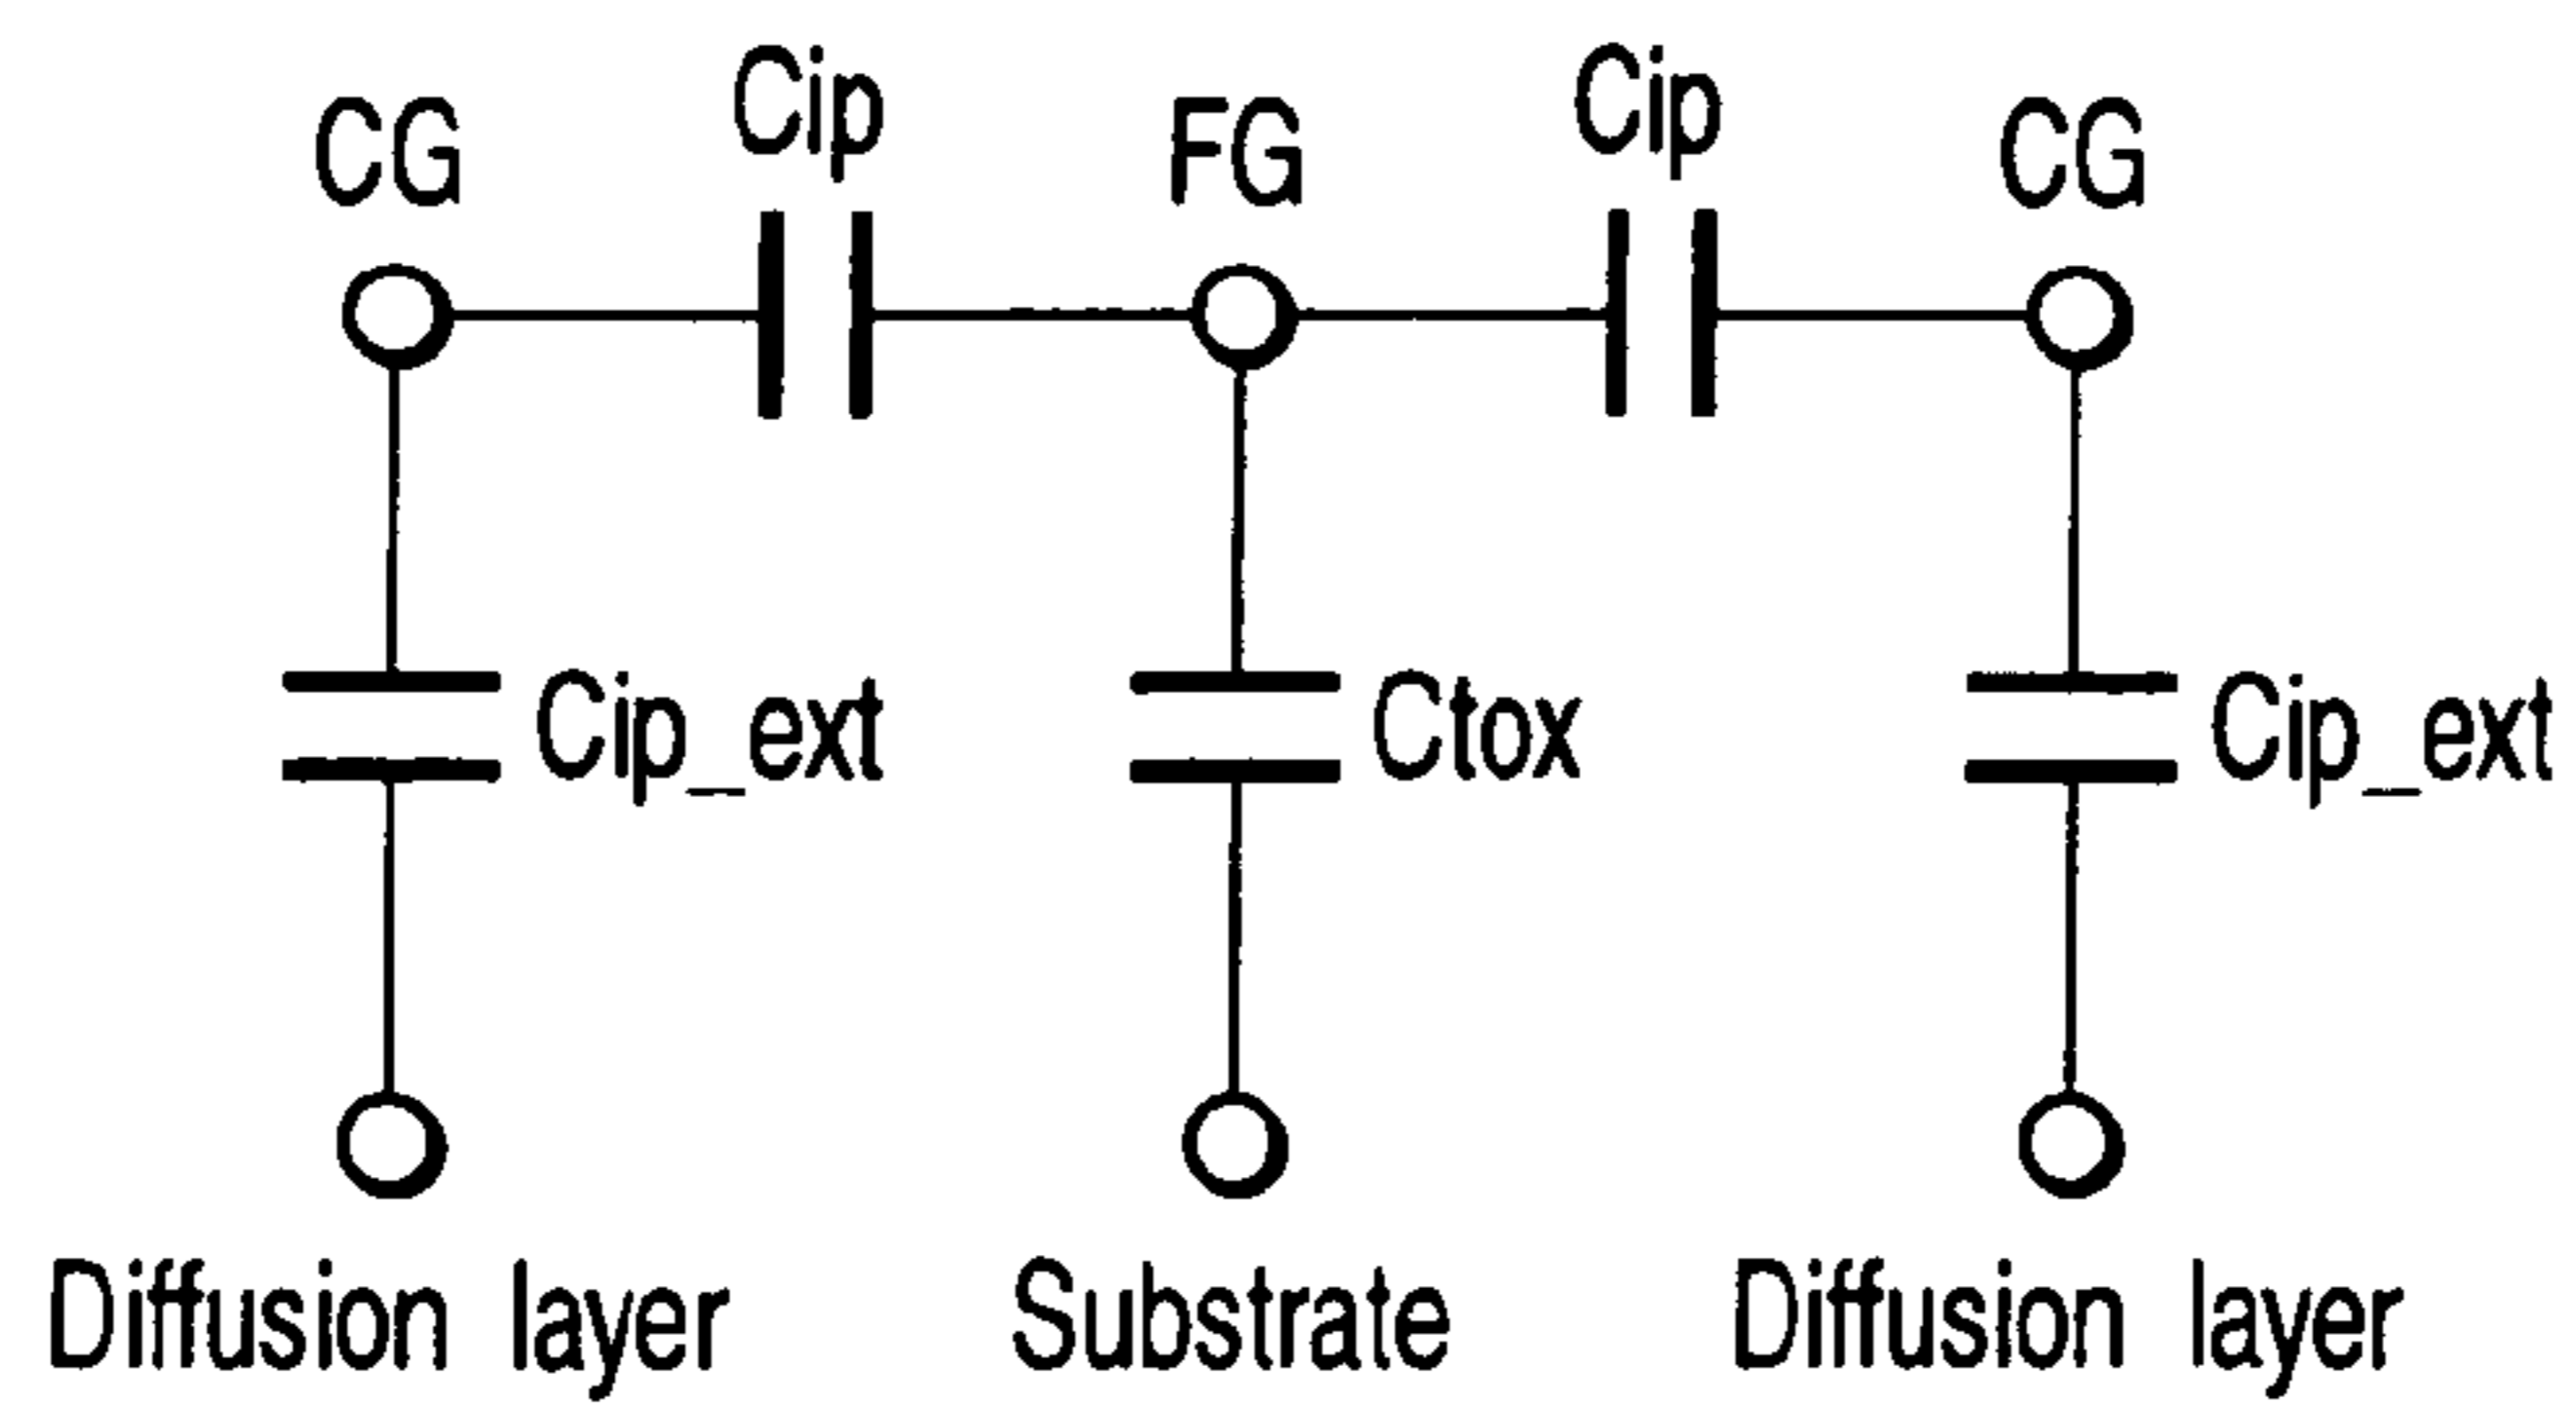 Cip Cip
CG FG CG
Cip_ext Ctox Cip_ext
Diffusion layer Substrate Diffusion layer